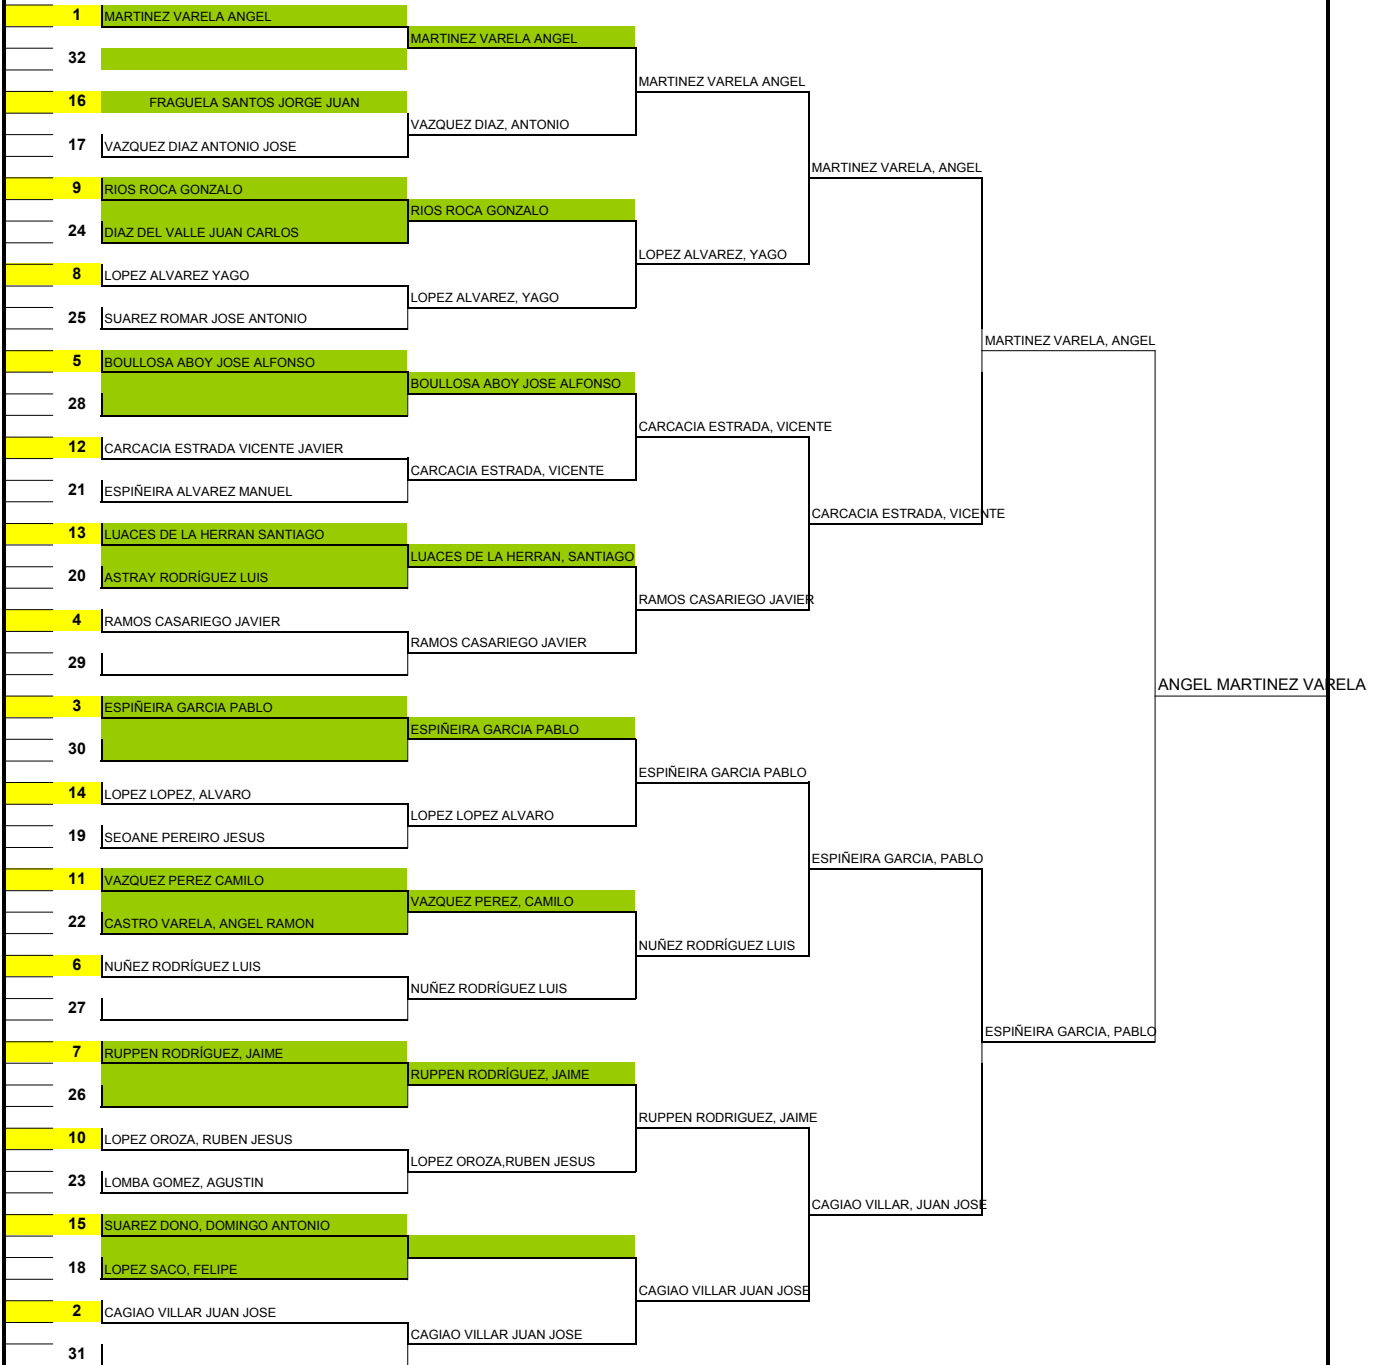 1 MARTINEZ VARELA ANGEL
MARTINEZ VARELA ANGEL
32
MARTINEZ VARELA ANGEL
16 FRAGUELA SANTOS JORGE JUAN
VAZQUEZ DIAZ, ANTONIO
17 VAZQUEZ DIAZ ANTONIO JOSE
MARTINEZ VARELA, ANGEL
9 RIOS ROCA GONZALO
RIOS ROCA GONZALO
24 DIAZ DEL VALLE JUAN CARLOS
LOPEZ ALVAREZ, YAGO
8 LOPEZ ALVAREZ YAGO
LOPEZ ALVAREZ, YAGO
25 SUAREZ ROMAR JOSE ANTONIO
MARTINEZ VARELA, ANGEL
5 BOULLOSA ABOY JOSE ALFONSO
BOULLOSA ABOY JOSE ALFONSO
28
CARCACIA ESTRADA, VICENTE
12 CARCACIA ESTRADA VICENTE JAVIER
CARCACIA ESTRADA, VICENTE
21 ESPIÑEIRA ALVAREZ MANUEL
CARCACIA ESTRADA, VICENTE
13 LUACES DE LA HERRAN SANTIAGO
LUACES DE LA HERRAN, SANTIAGO
20 ASTRAY RODRÍGUEZ LUIS
RAMOS CASARIEGO JAVIER
4 RAMOS CASARIEGO JAVIER
RAMOS CASARIEGO JAVIER
29
ANGEL MARTINEZ VARELA
3 ESPIÑEIRA GARCIA PABLO
ESPIÑEIRA GARCIA PABLO
30
ESPIÑEIRA GARCIA PABLO
14 LOPEZ LOPEZ, ALVARO
LOPEZ LOPEZ ALVARO
19 SEOANE PEREIRO JESUS
ESPIÑEIRA GARCIA, PABLO
11 VAZQUEZ PEREZ CAMILO
VAZQUEZ PEREZ, CAMILO
22 CASTRO VARELA, ANGEL RAMON
NUÑEZ RODRÍGUEZ LUIS
6 NUÑEZ RODRÍGUEZ LUIS
NUÑEZ RODRÍGUEZ LUIS
27
ESPIÑEIRA GARCIA, PABLO
7 RUPPEN RODRÍGUEZ, JAIME
RUPPEN RODRÍGUEZ, JAIME
26
RUPPEN RODRIGUEZ, JAIME
10 LOPEZ OROZA, RUBEN JESUS
LOPEZ OROZA,RUBEN JESUS
23 LOMBA GOMEZ, AGUSTIN
CAGIAO VILLAR, JUAN JOSE
15 SUAREZ DONO, DOMINGO ANTONIO
18 LOPEZ SACO, FELIPE
CAGIAO VILLAR JUAN JOSE
2 CAGIAO VILLAR JUAN JOSE
CAGIAO VILLAR JUAN JOSE
31